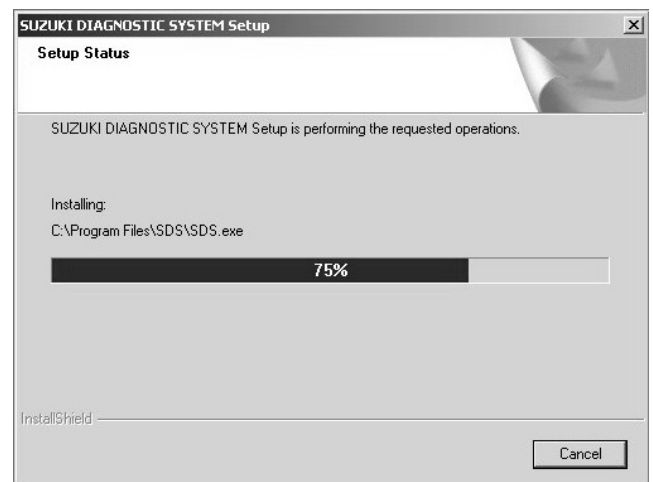 SUZUKI DIAGNOSTIC SYSTEM Setup
Setup Status
SUZUKI DIAGNOSTIC SYSTEM Setup is performing the requested operations.
Installing:
C:\Program Files\SDS\SDS.exe
75%
InstallShield
Cancel